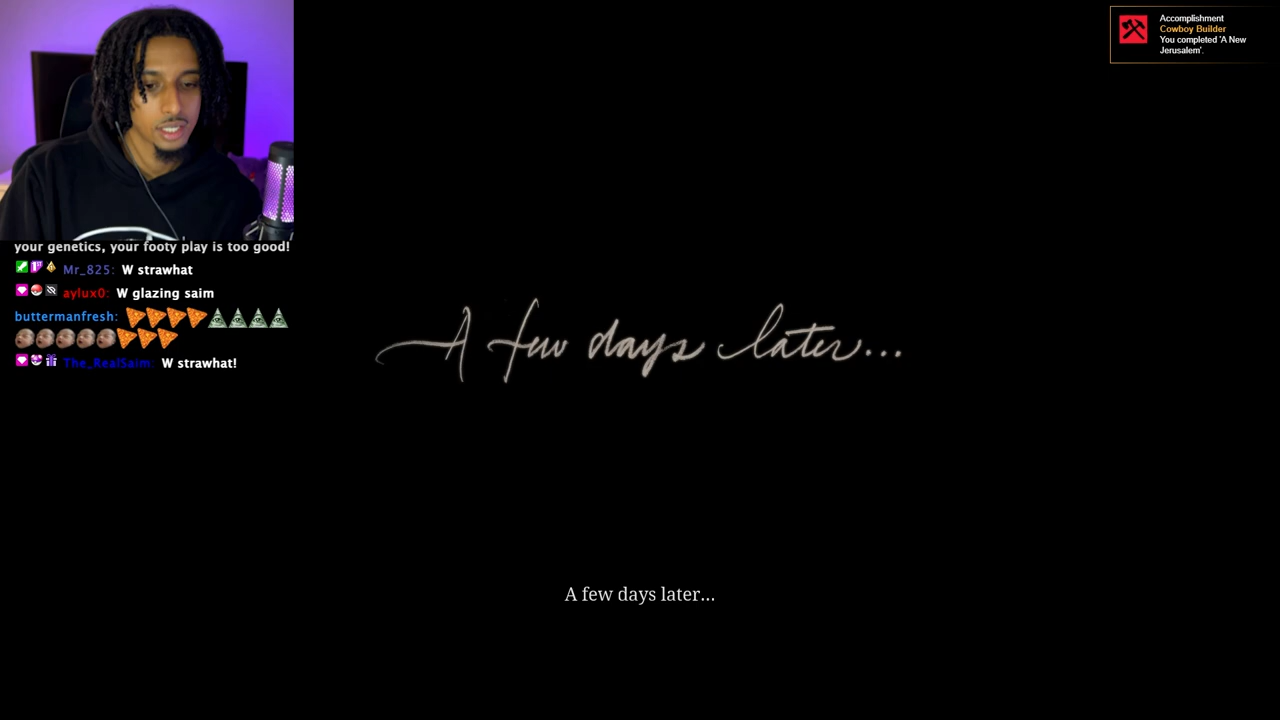 Accomplishment
Cowboy Builder
You completed 'A New
Jerusalem'.
your genetics, your footy play is too good!
Mr_825: W strawhat
aylux0: W glazing saim
buttermanfresh:
The_RealSaim: W strawhat!
A few days later...
A few days later...